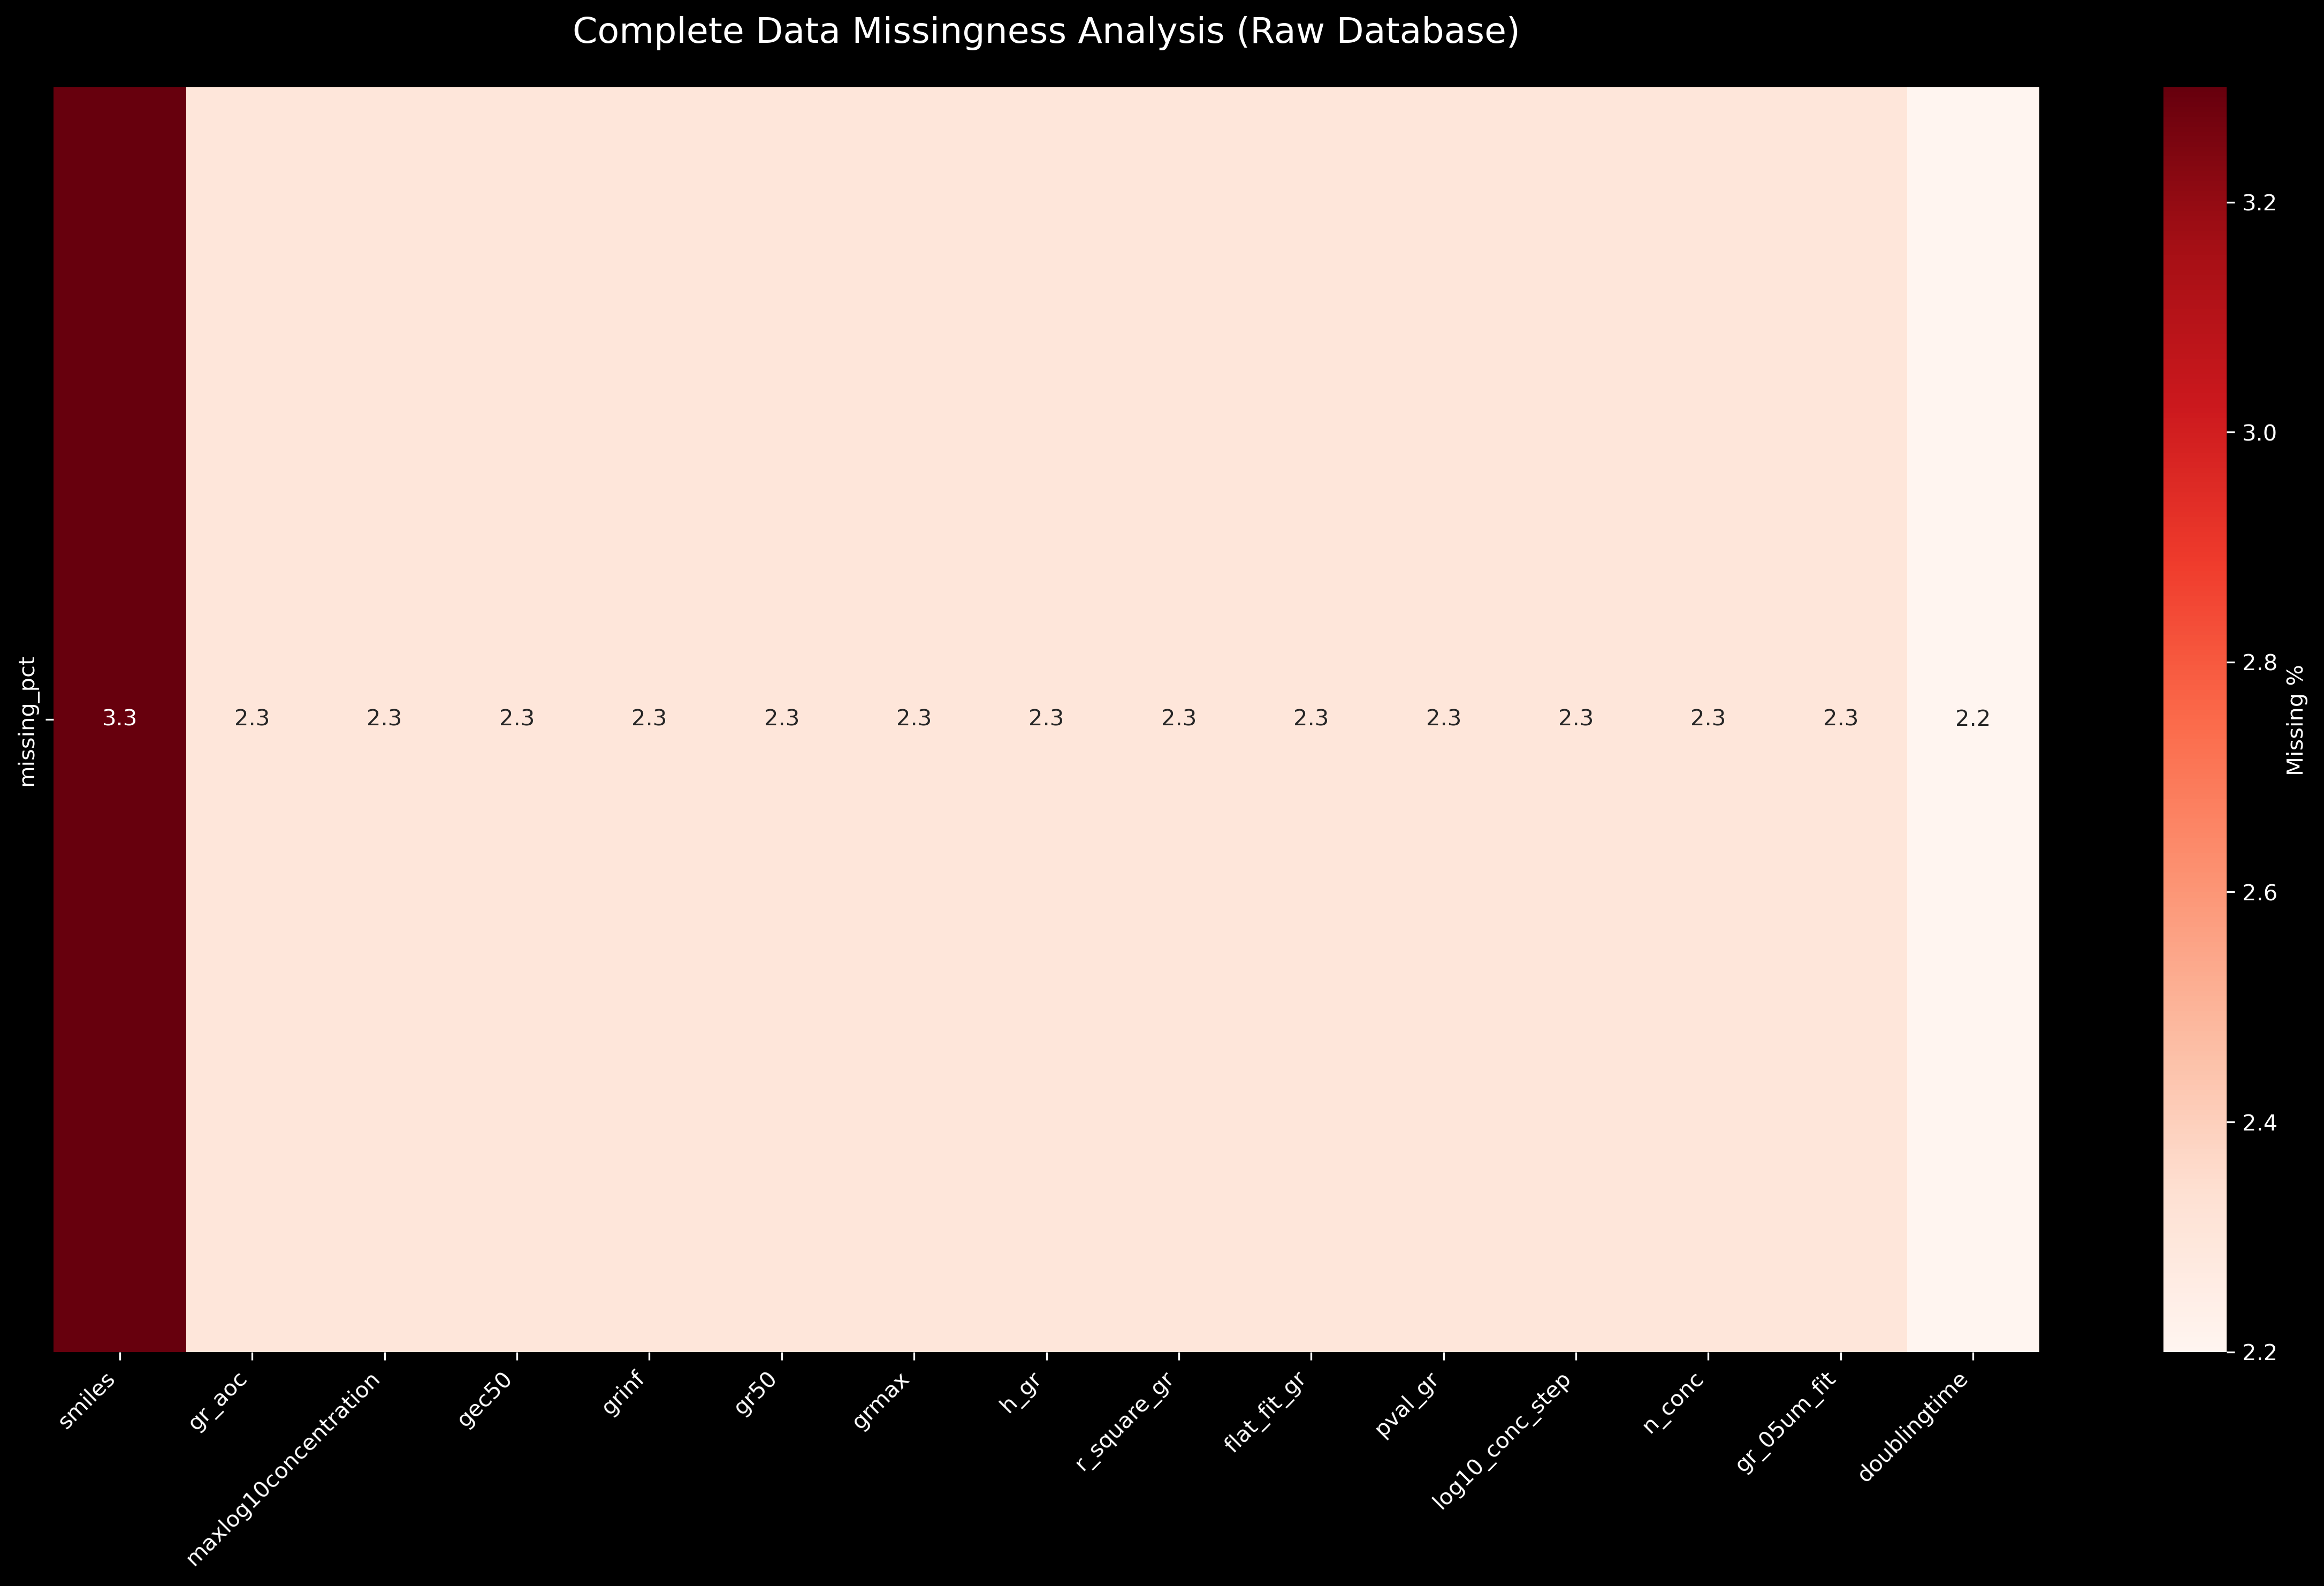 Complete Data Missingness Analysis (Raw Database)
missing_pct
3.3 2.3 2.3 2.3 2.3 2.3 2.3 2.3 2.3 2.3 2.3 2.3 2.3 2.3 2.2
smiles gr_aoc maxlog10concentration gec50 grinf gr50 grmax h_gr r_square_gr flat_fit_gr pval_gr log10_conc_step n_conc gr_05um_fit doublingtime
3.2
3.0
2.8
2.6
2.4
2.2
Missing %